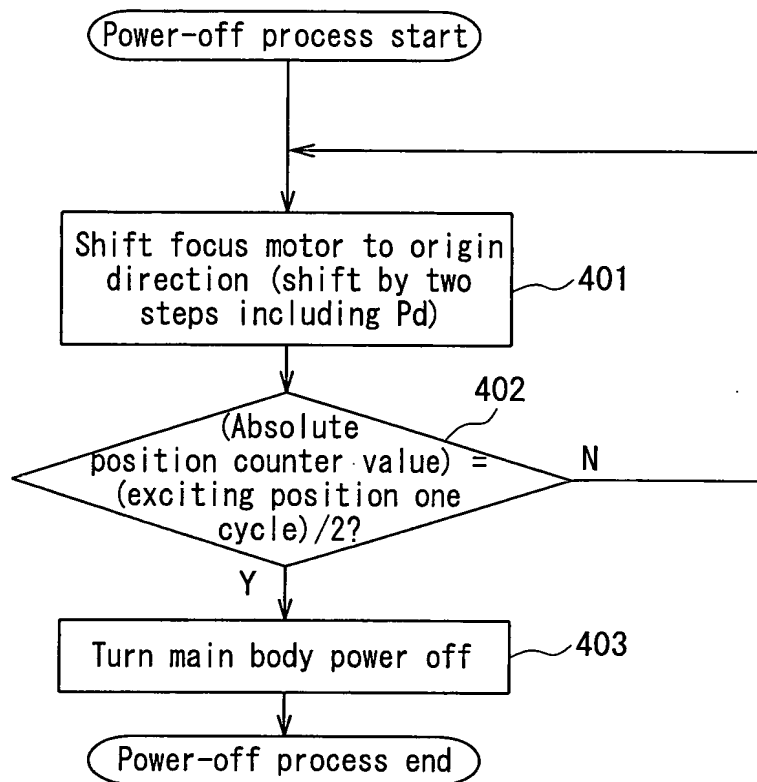 Power-off process start
Shift focus motor to origin
direction (shift by two
steps including Pd)
401
402
(Absolute
position counter value) =
(exciting position one
cycle)/2?
N
Y
Turn main body power off
403
Power-off process end